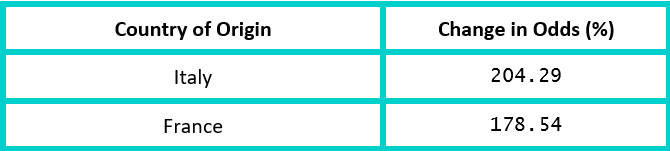 Country of Origin Change in Odds (%)
Italy 204.29
France 178.54